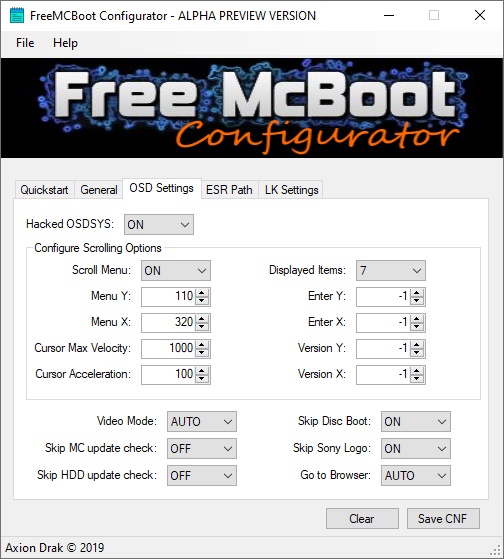 FreeMCBoot Configurator - ALPHA PREVIEW VERSION
File Help
Free McBoot
Configurator
Quickstart General OSD Settings ESR Path LK Settings
Hacked OSDSYS: ON
Configure Scrolling Options
Scroll Menu: ON Displayed Items: 7
Menu Y: 110 Enter Y: -1
Menu X: 320 Enter X: -1
Cursor Max Velocity: 1000 Version Y: -1
Cursor Acceleration: 100 Version X: -1
Video Mode: AUTO Skip Disc Boot: ON
Skip MC update check: OFF Skip Sony Logo: ON
Skip HDD update check: OFF Go to Browser: AUTO
Clear Save CNF
Axion Drak © 2019